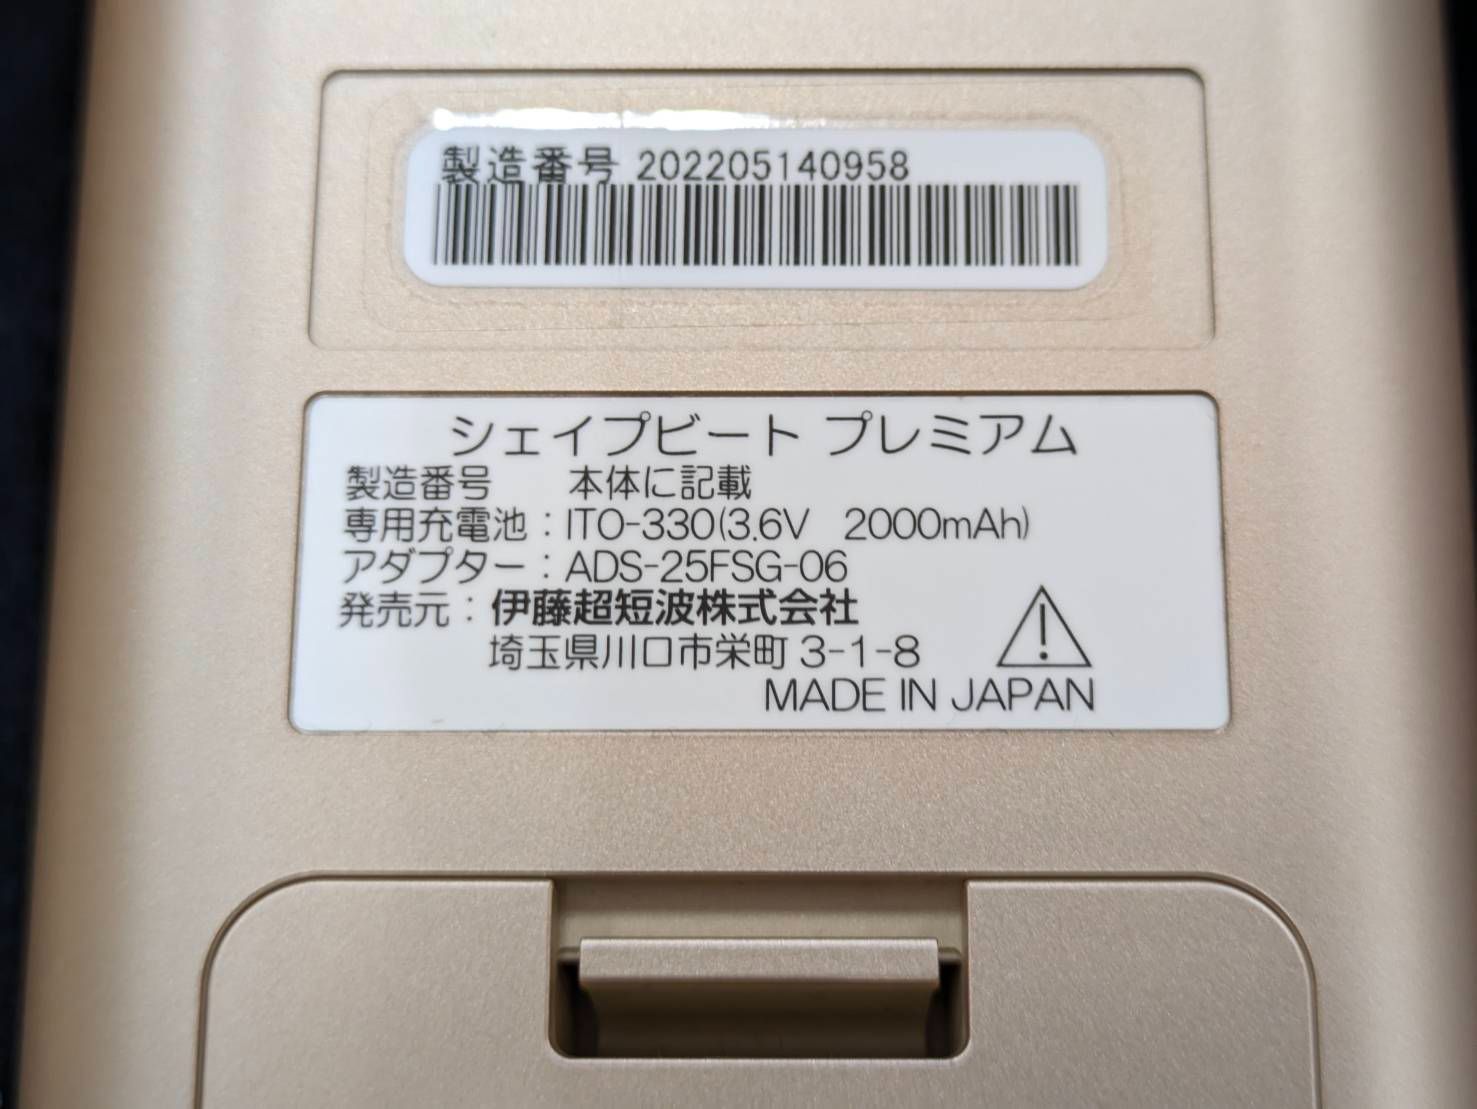 製造番号 202205140958
シェイプビート プレミアム
製造番号 本体に記載
専用充電池：ITO-330(3.6V 2000mAh)
アダプター：ADS-25FSG-06
発売元：伊藤超短波株式会社
埼玉県川口市栄町3-1-8
MADE IN JAPAN